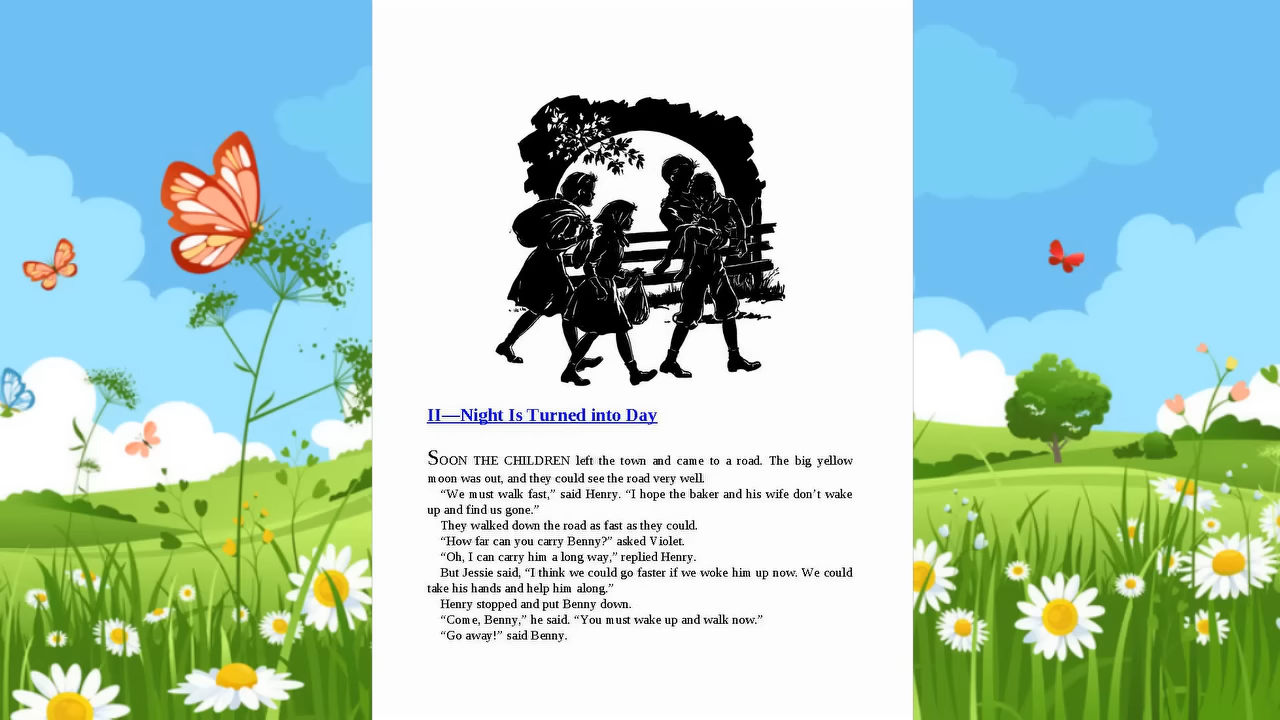 II—Night Is Turned into Day
SOON THE CHILDREN left the town and came to a road. The big yellow
moon was out, and they could see the road very well.
“We must walk fast,” said Henry. “I hope the baker and his wife don’t wake
up and find us gone.”
They walked down the road as fast as they could.
“How far can you carry Benny?” asked Violet.
“Oh, I can carry him a long way,” replied Henry.
But Jessie said, “I think we could go faster if we woke him up now. We could
take his hands and help him along.”
Henry stopped and put Benny down.
“Come, Benny,” he said. “You must wake up and walk now.”
“Go away!” said Benny.